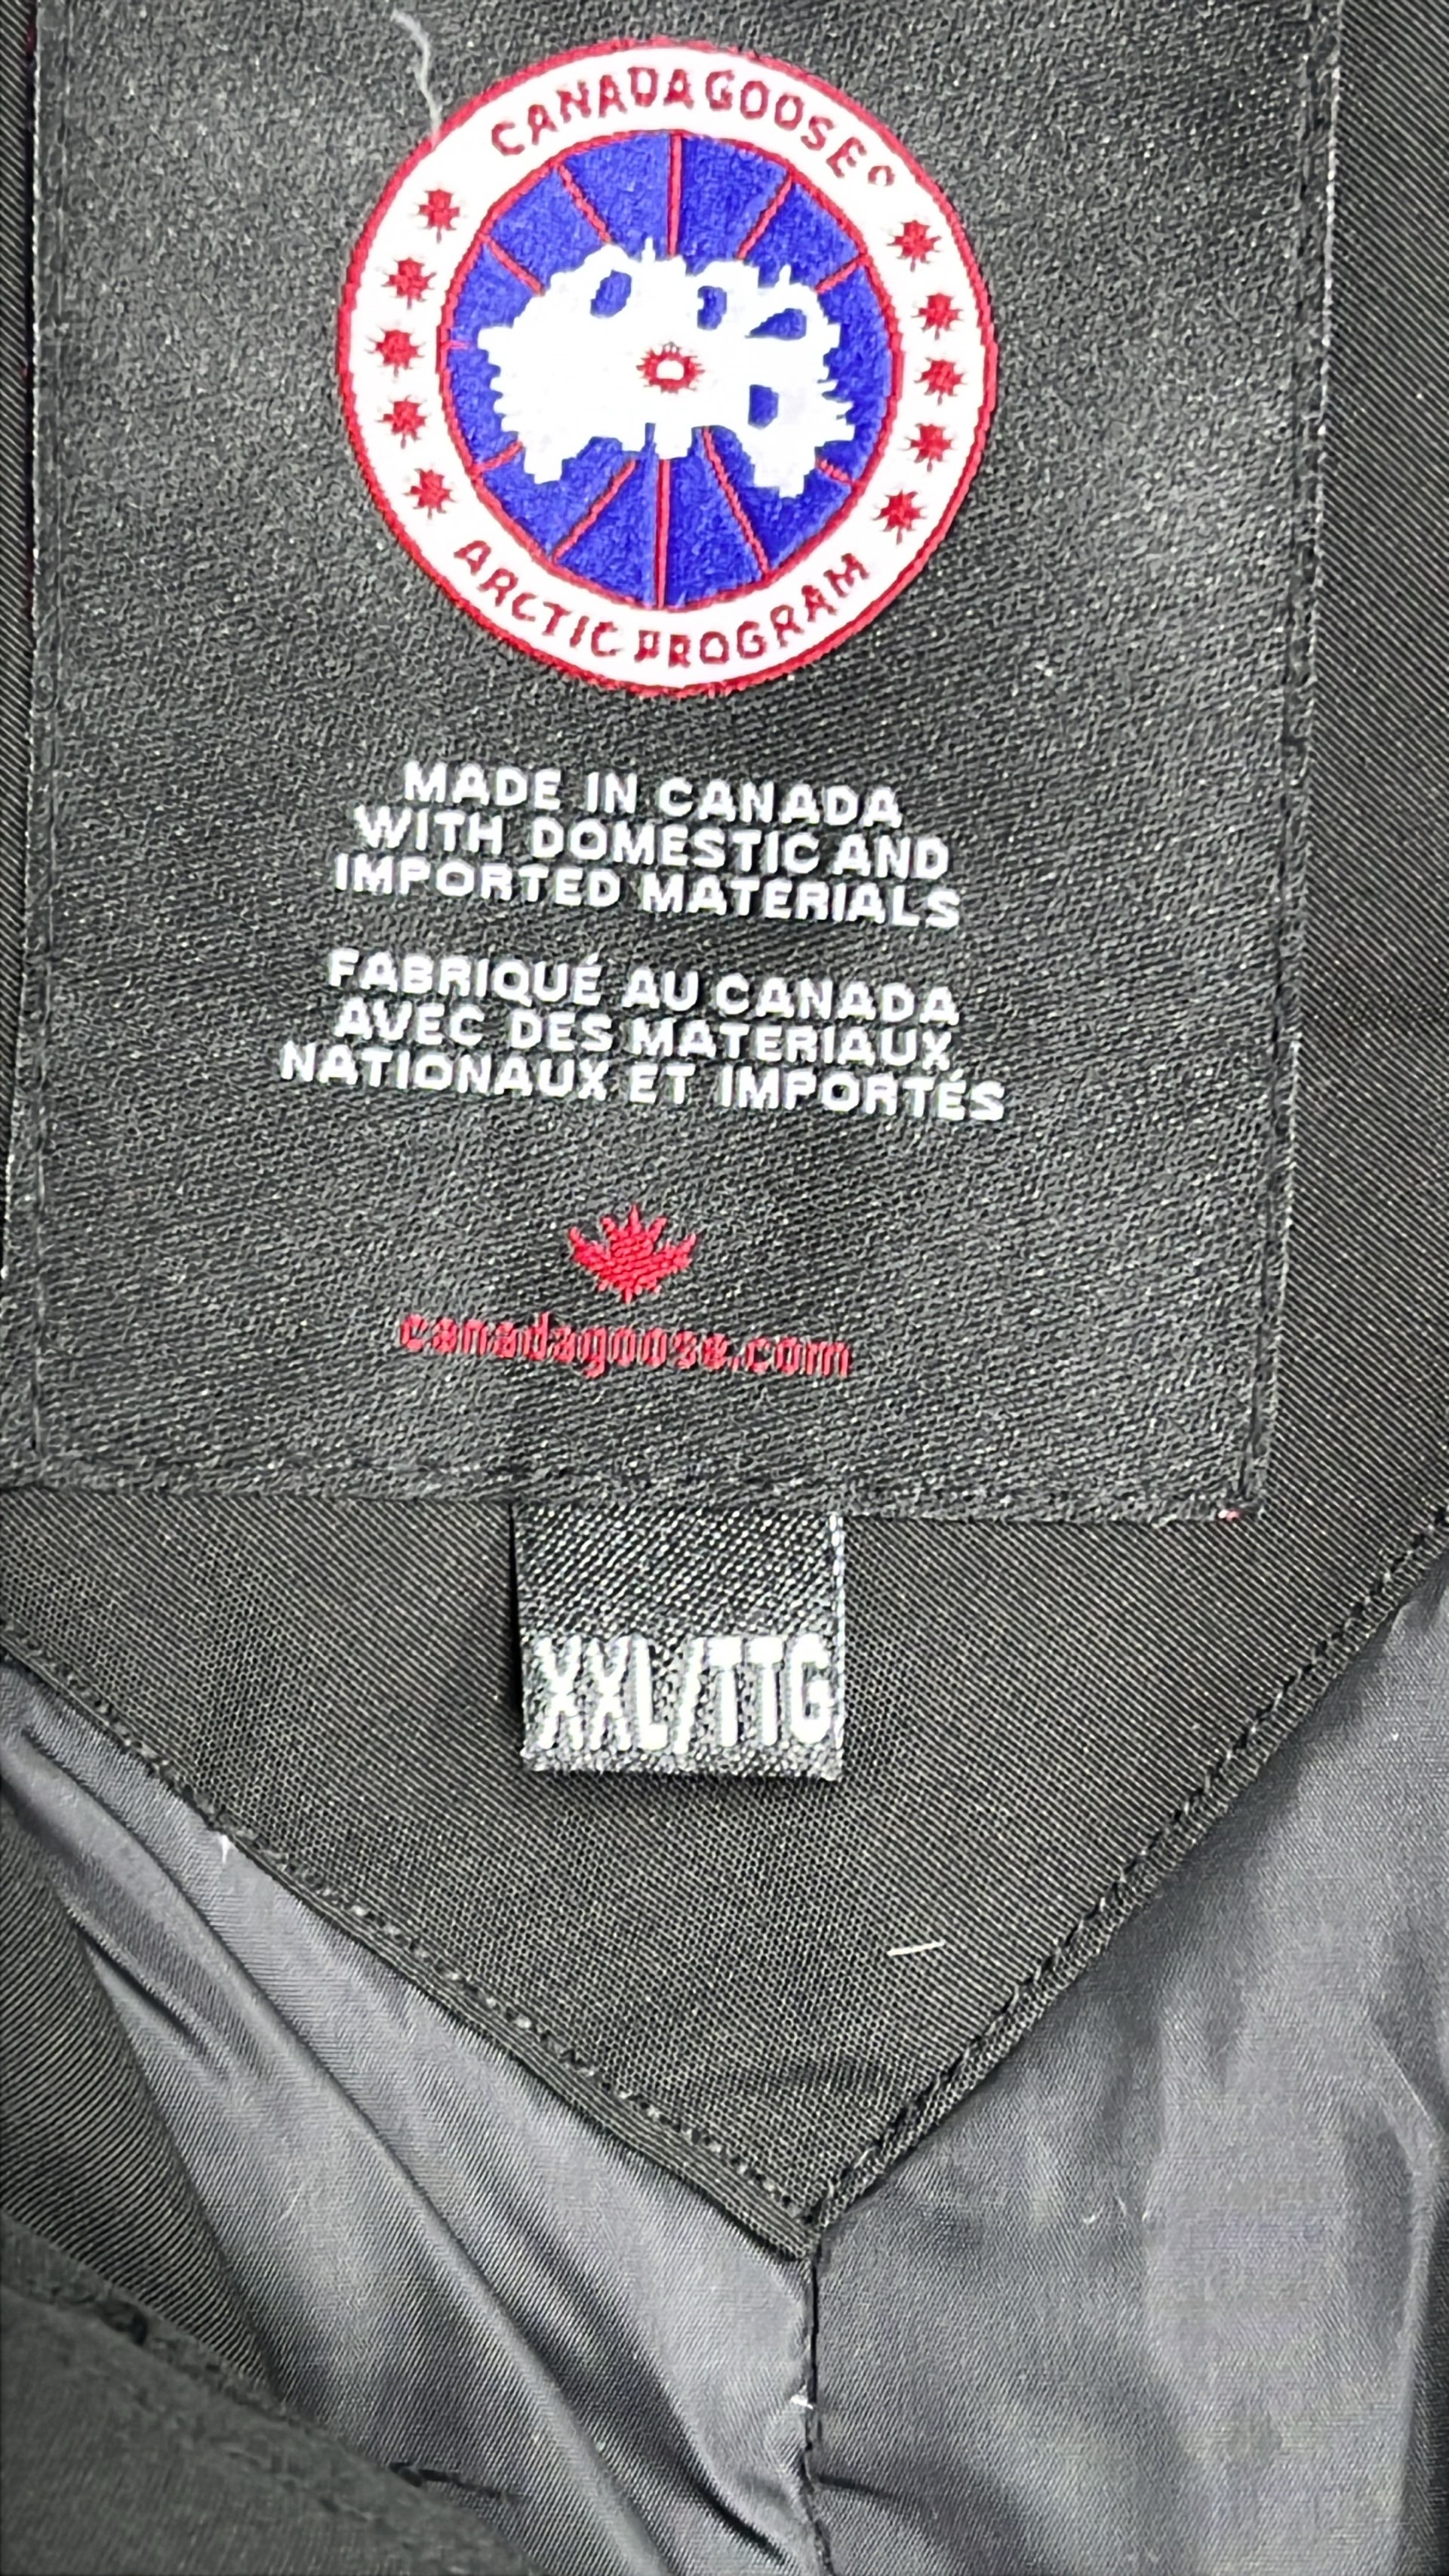 CANADA GOOSE®
ARCTIC PROGRAM
MADE IN CANADA
WITH DOMESTIC AND
IMPORTED MATERIALS
FABRIQUÉ AU CANADA
AVEC DES MATERIAUX
NATIONAUX ET IMPORTÉS
canadagoose.com
XXL/TTG